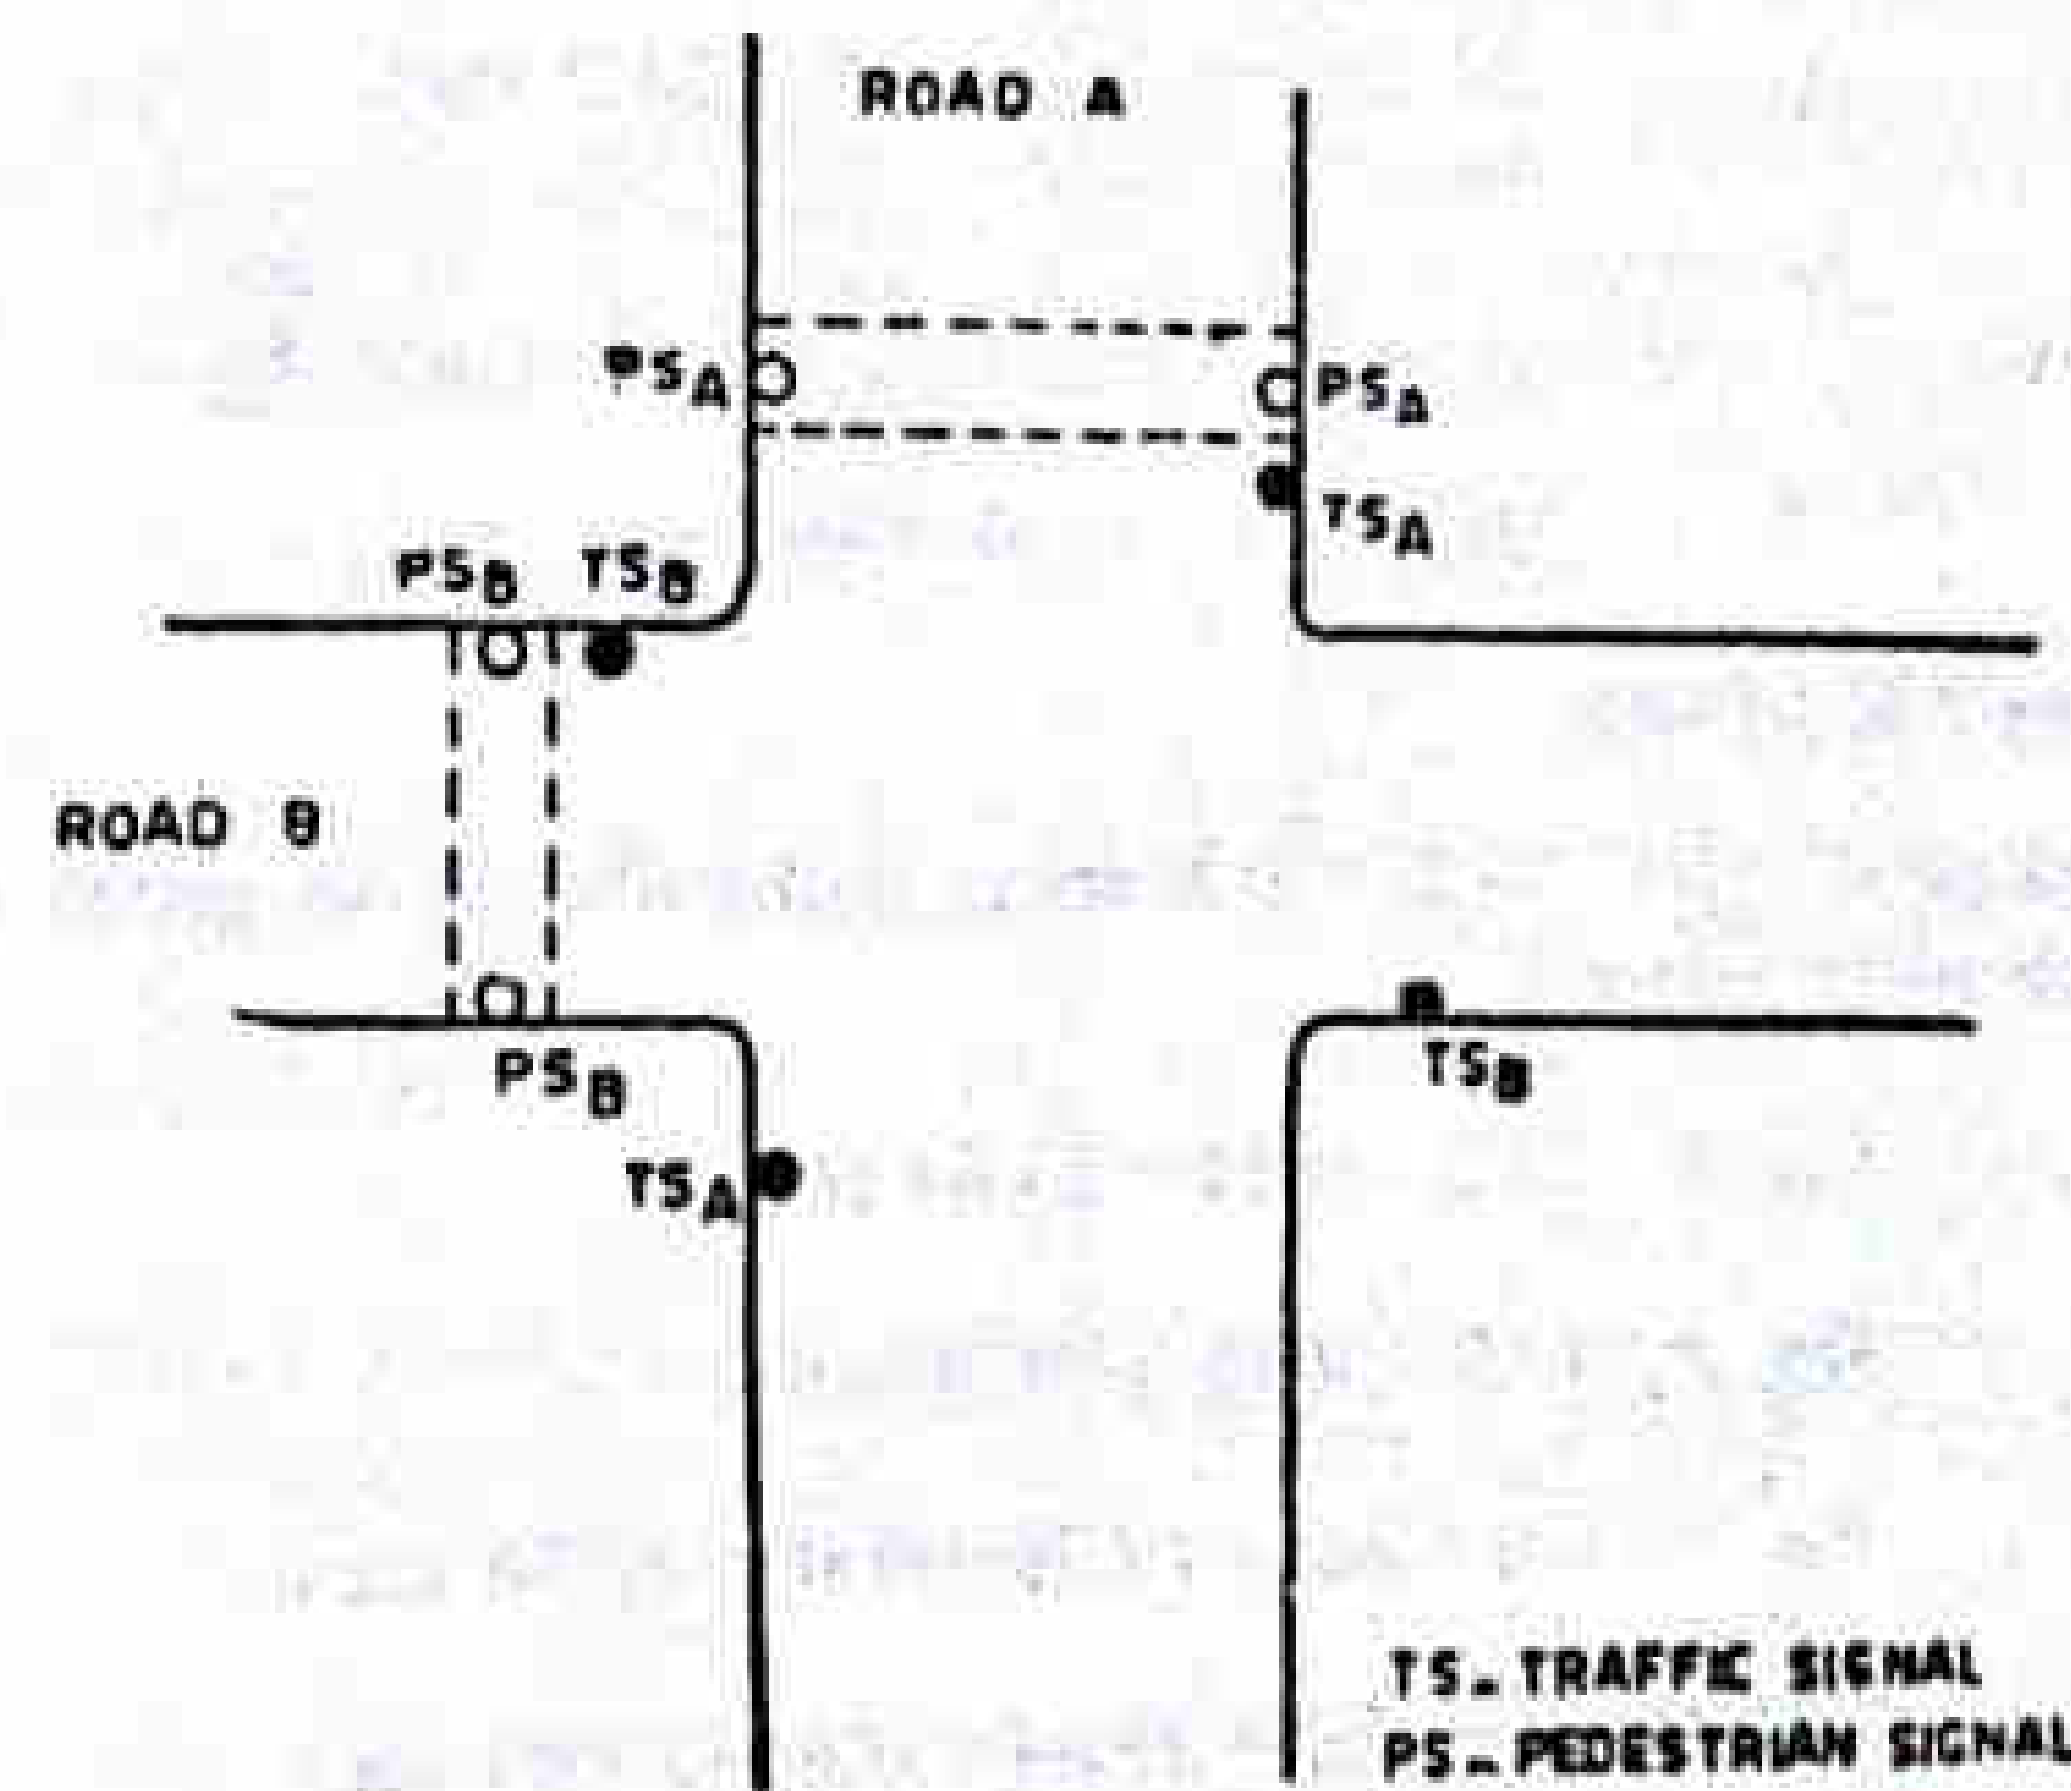 ROAD A
PSA
PSA
TSA
PSB TSB
ROAD B
PSB
TSB
TSA
TS- TRAFFIC SIGNAL
PS- PEDESTRIAN SIGNAL